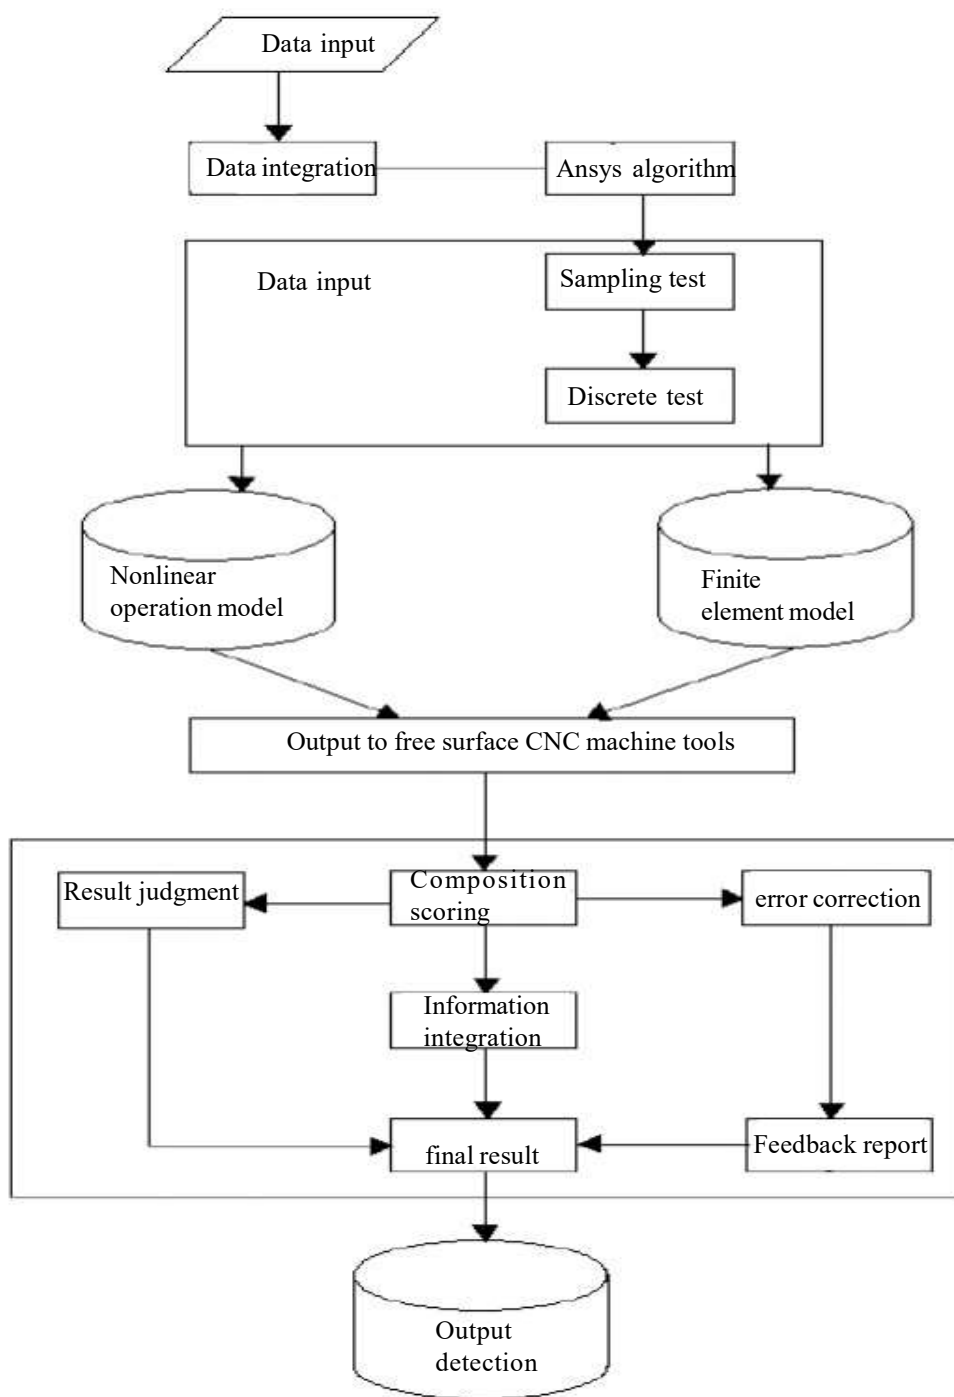 Data input
Data integration
Ansys algorithm
Data input
Sampling test
Discrete test
Nonlinear
operation model
Finite
element model
Output to free surface CNC machine tools
Result judgment
Composition
scoring
error correction
Information
integration
final result
Feedback report
Output
detection